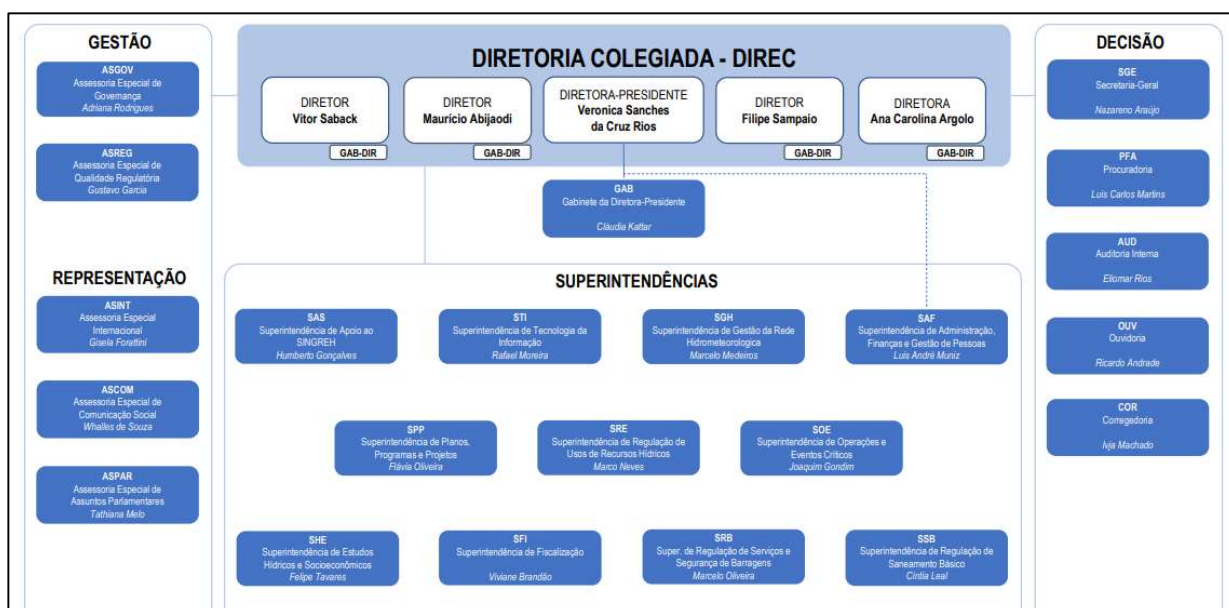 GESTÃO
ASGOV
Assessoria Especial de
Governança
Adriana Rodrigues
ASREG
Assessoria Especial de
Qualidade Regulatória
Gustavo Garcia
REPRESENTAÇÃO
ASINT
Assessoria Especial
Internacional
Gisela Forattini
ASCOM
Assessoria Especial de
Comunicação Social
Whalles de Souza
ASPAR
Assessoria Especial de
Assuntos Parlamentares
Tathiana Melo
DIRETORIA COLEGIADA - DIREC
DIRETOR
Vitor Saback
GAB-DIR
DIRETOR
Maurício Abijaodi
GAB-DIR
DIRETORA-PRESIDENTE
Veronica Sanches
da Cruz Rios
DIRETOR
Filipe Sampaio
GAB-DIR
DIRETORA
Ana Carolina Argolo
GAB-DIR
GAB
Gabinete da Diretora-Presidente
Cláudia Kattar
SUPERINTENDÊNCIAS
SAS
Superintendência de Apoio ao
SINGREH
Humberto Gonçalves
STI
Superintendência de Tecnologia da
Informação
Rafael Moreira
SGH
Superintendência de Gestão da Rede
Hidrometeorologica
Marcelo Medeiros
SAF
Superintendência de Administração,
Finanças e Gestão de Pessoas
Luis André Muniz
SPP
Superintendência de Planos,
Programas e Projetos
Flávia Oliveira
SRE
Superintendência de Regulação de
Usos de Recursos Hídricos
Marco Neves
SOE
Superintendência de Operações e
Eventos Críticos
Joaquim Gondim
SHE
Superintendência de Estudos
Hídricos e Socioeconômicos
Felipe Tavares
SFI
Superintendência de Fiscalização
Viviane Brandão
SRB
Super. de Regulação de Serviços e
Segurança de Barragens
Marcelo Oliveira
SSB
Superintendência de Regulação de
Saneamento Básico
Cíntia Leal
DECISÃO
SGE
Secretaria-Geral
Nazareno Araújo
PFA
Procuradoria
Luis Carlos Martins
AUD
Auditoria Interna
Eliomar Rios
OUV
Ouvidoria
Ricardo Andrade
COR
Corregedoria
Ivja Machado